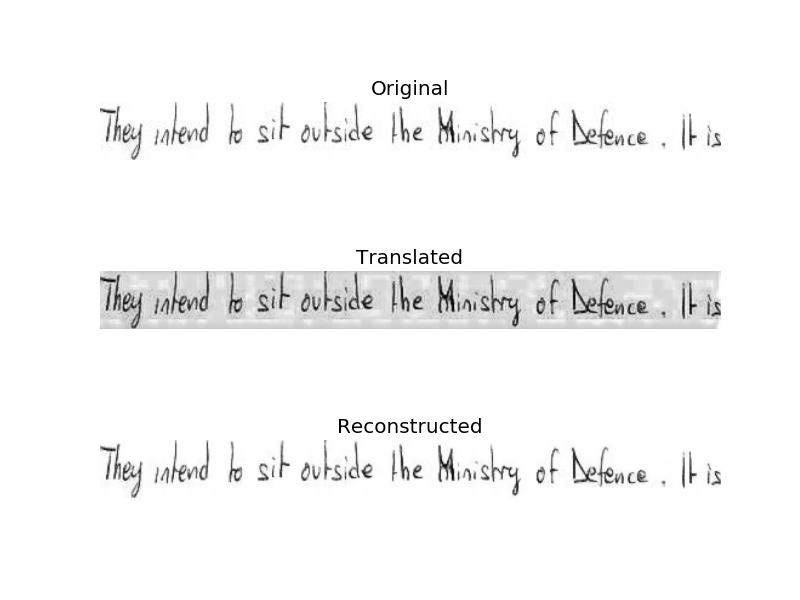 Original
They intend to sit outside the Ministry of Defence. It is
Translated
They intend to sit outside the Ministry of Defence. It is
Reconstructed
They intend to sit outside the Ministry of Defence. It is